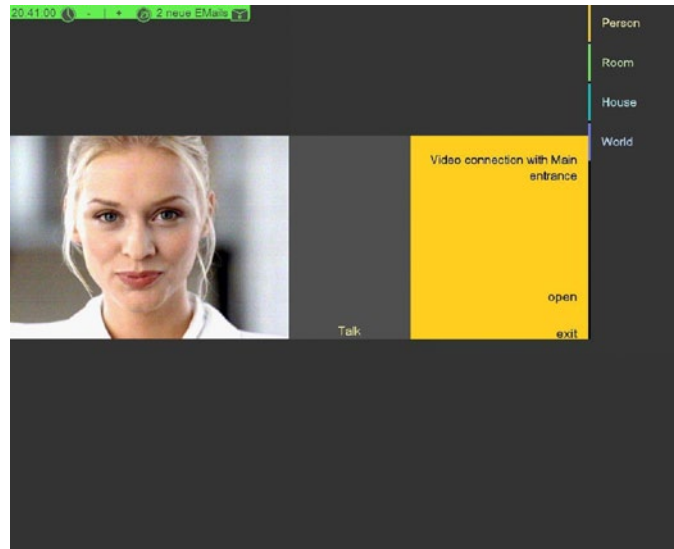 20:41:00 - | + 2 neue EMails
Person
Room
House
World
Video connection with Main
entrance
open
Talk
exit